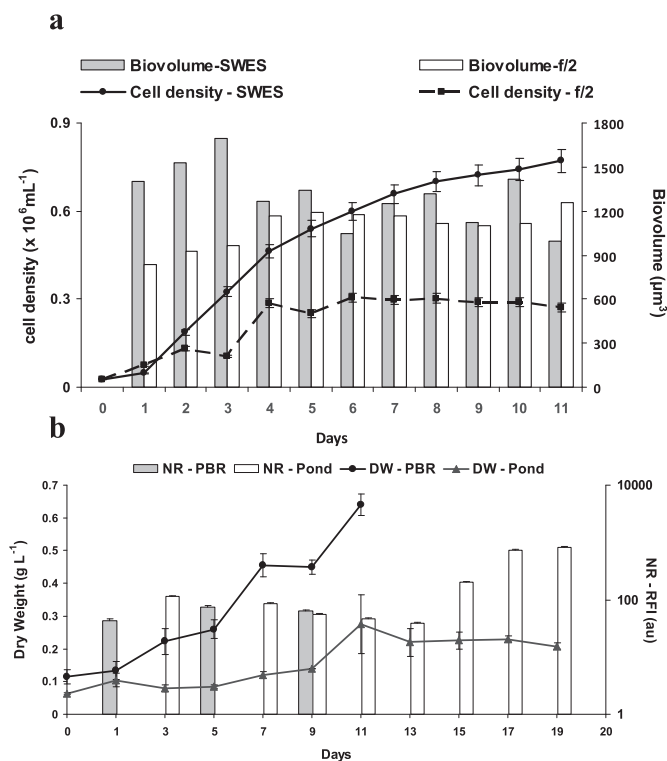 a
Biovolume-SWES
Biovolume-f/2
Cell density - SWES
Cell density - f/2
cell density (x 10⁶mL⁻¹)
0.9
0.6
0.3
0
1800
1500
1200
900
600
300
0
Biovolume (µm³)
0 1 2 3 4 5 6 7 8 9 10 11
Days
b
NR - PBR NR - Pond DW - PBR DW - Pond
Dry Weight (g L⁻¹)
0.7
0.6
0.5
0.4
0.3
0.2
0.1
0
10000
100
1
NR - RFI (au)
0 1 3 5 7 9 11 13 15 17 19 20
Days